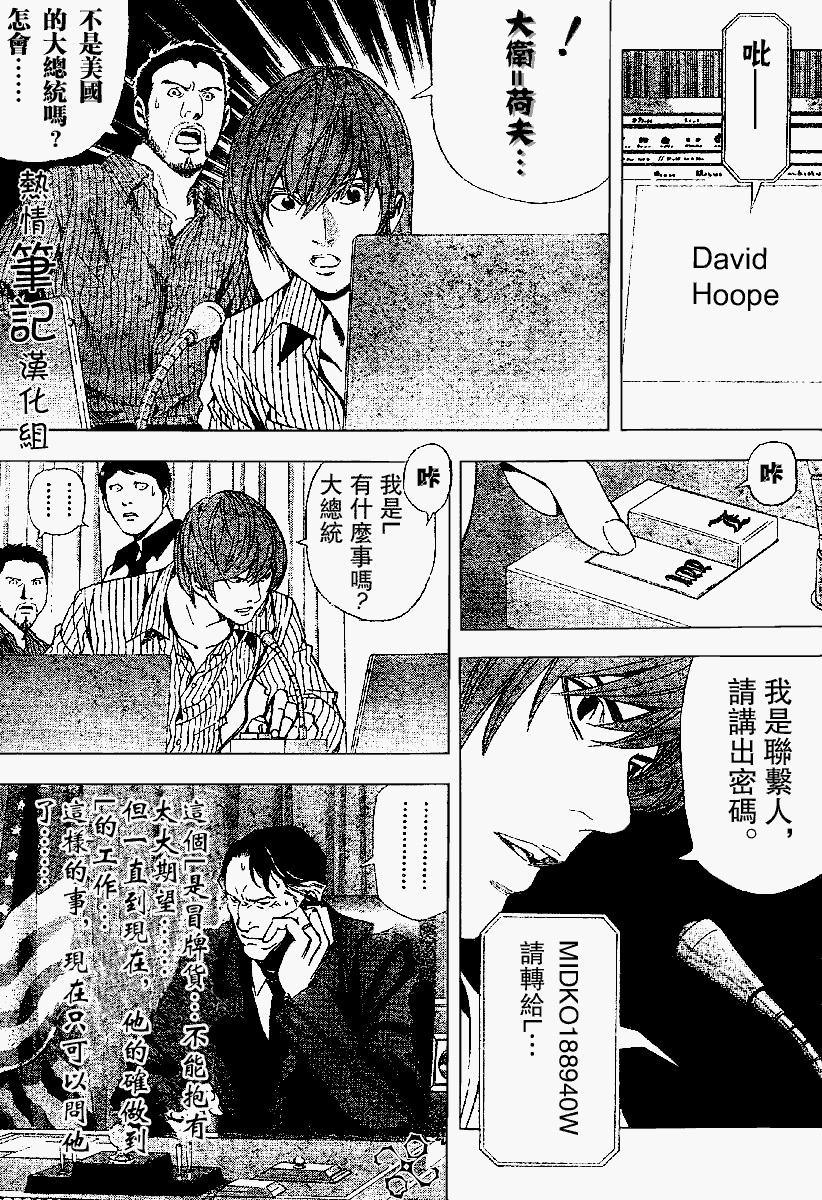 吡——
David
Hoope
!
大衛=荷夫…
不是美國
的大總統嗎?
怎會……
熱情
筆記
漢化組
咔
我是聯繫人,
請講出密碼。
MIDKO188940W
請轉給L…
咔
我是L
有什麼事嗎?
大總統
……
………
這個L是冒牌貨…不能抱有
太大期望……
但一直到現在,他的確做到
L的工作…
這樣的事,現在只可以問他
了……